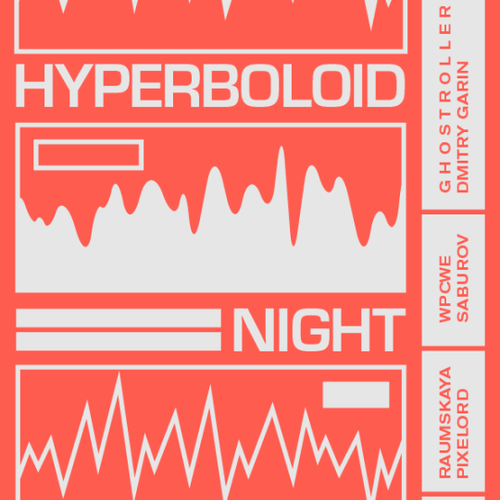 HYPERBOLOID
NIGHT
GHOSTROLLER
DMITRY GARIN
WPCWE
SABUROV
RAUMSKAYA
PIXELORD